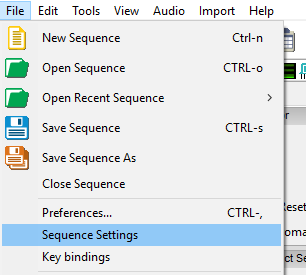 File Edit Tools View Audio Import Help
New Sequence Ctrl-n
Open Sequence CTRL-o
Open Recent Sequence
Save Sequence CTRL-s
Save Sequence As
Close Sequence
Preferences... CTRL-,
Sequence Settings
Key bindings
Reset